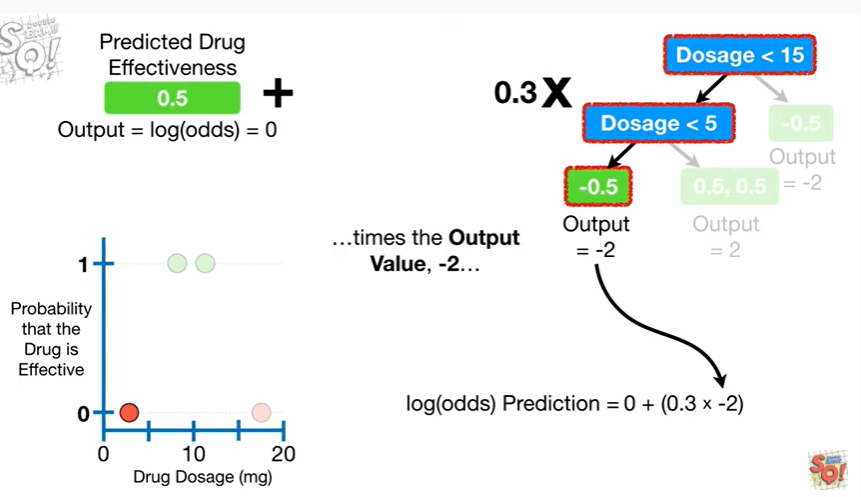 Predicted Drug
Effectiveness
0.5
+
Output = log(odds) = 0
0.3 X
Dosage < 15
Dosage < 5
-0.5
Output
= -2
-0.5
Output
= -2
0.5, 0.5
Output
= 2
…times the Output
Value, -2…
log(odds) Prediction = 0 + (0.3 × -2)
Probability
that the
Drug is
Effective
1
0
0
10
20
Drug Dosage (mg)
SQ!